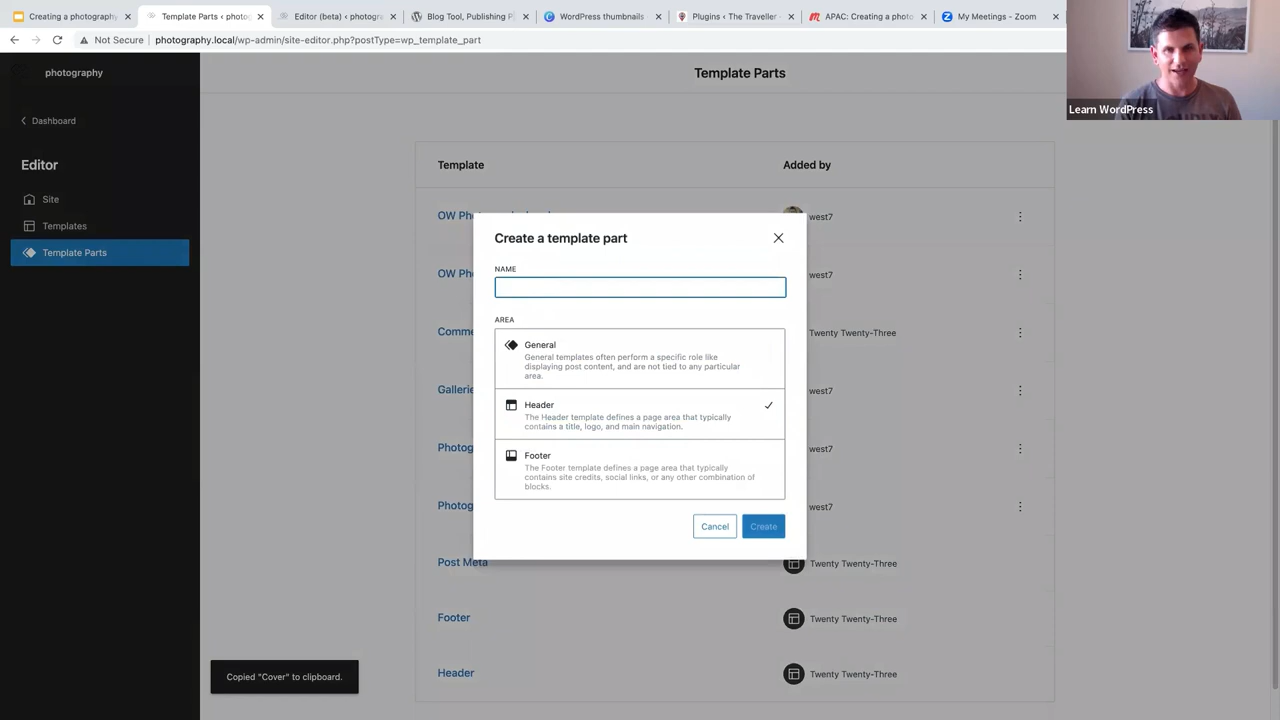 Creating a photography
Template Parts ‹ photog
Editor (beta) ‹ photogra
Blog Tool, Publishing P
WordPress thumbnails
Plugins ‹ The Traveller -
APAC: Creating a photo
My Meetings - Zoom
Not Secure
photography.local/wp-admin/site-editor.php?postType=wp_template_part
photography
Template Parts
Learn WordPress
Dashboard
Editor
Site
Templates
Template Parts
Template
Added by
OW Ph
west7
OW Ph
west7
Comme
Twenty Twenty-Three
Gallerie
west7
Photog
west7
Photog
west7
Post Meta
Twenty Twenty-Three
Footer
Twenty Twenty-Three
Header
Twenty Twenty-Three
Create a template part
NAME
AREA
General
General templates often perform a specific role like
displaying post content, and are not tied to any particular
area.
Header
The Header template defines a page area that typically
contains a title, logo, and main navigation.
Footer
The Footer template defines a page area that typically
contains site credits, social links, or any other combination of
blocks.
Cancel
Create
Copied "Cover" to clipboard.